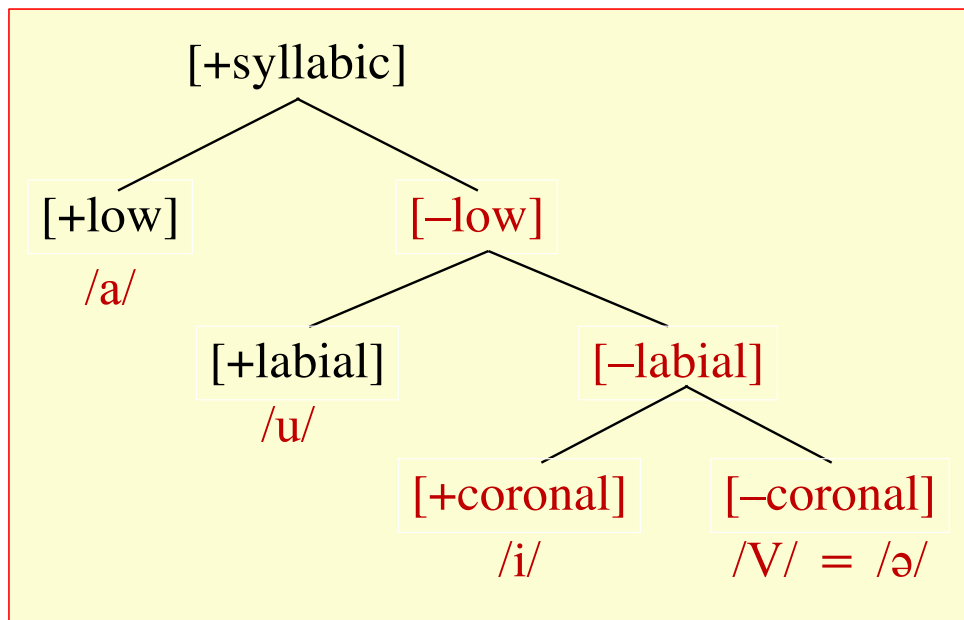 [+syllabic]
[+low] [–low]
/a/
[+labial] [–labial]
/u/
[+coronal] [–coronal]
/i/ /V/ = /ə/